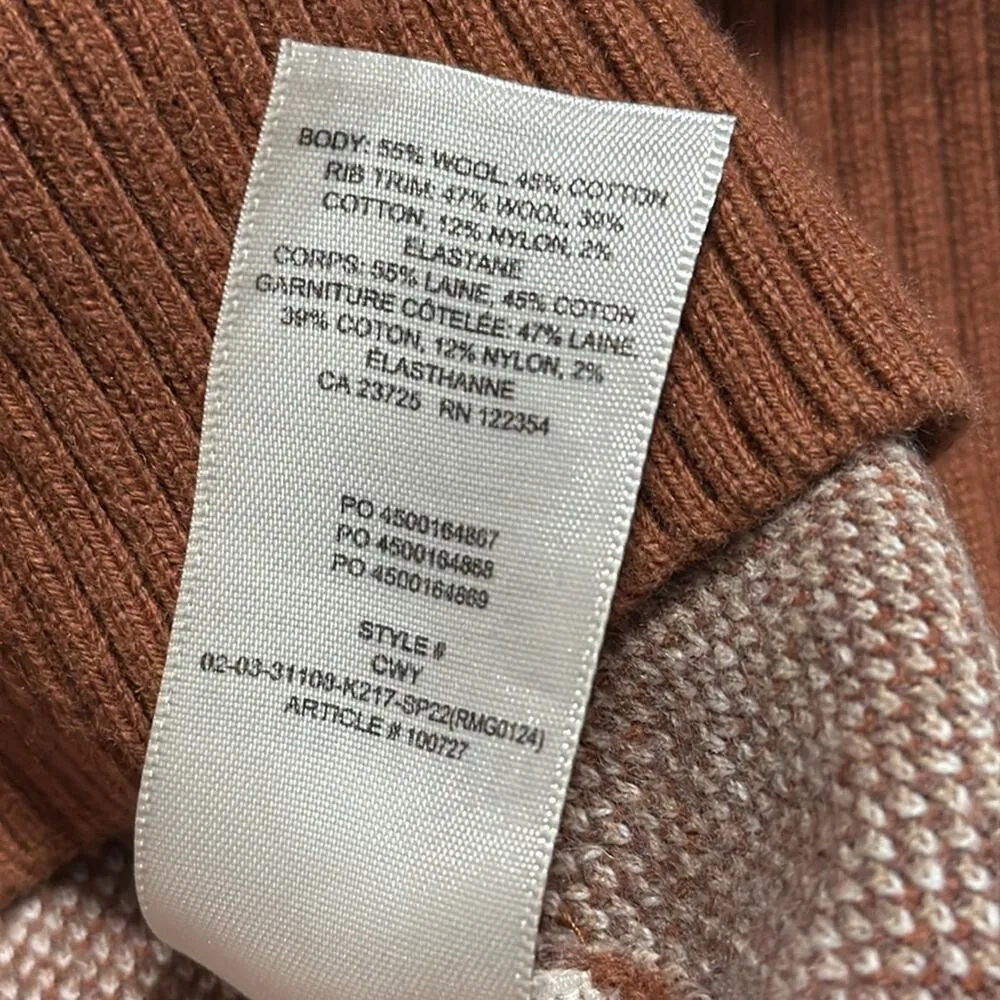 BODY: 55% WOOL, 45% COTTON
RIB TRIM: 47% WOOL, 39%
COTTON, 12% NYLON, 2%
ELASTANE
CORPS: 55% LAINE, 45% COTON
GARNITURE CÔTELÉE: 47% LAINE,
39% COTON, 12% NYLON, 2%
ÉLASTHANNE
CA 23725 RN 122354
PO 4500164867
PO 4500164868
PO 4500164869
STYLE #
CWY
02-03-31108-K217-SP22(RMG0124)
ARTICLE # 100727